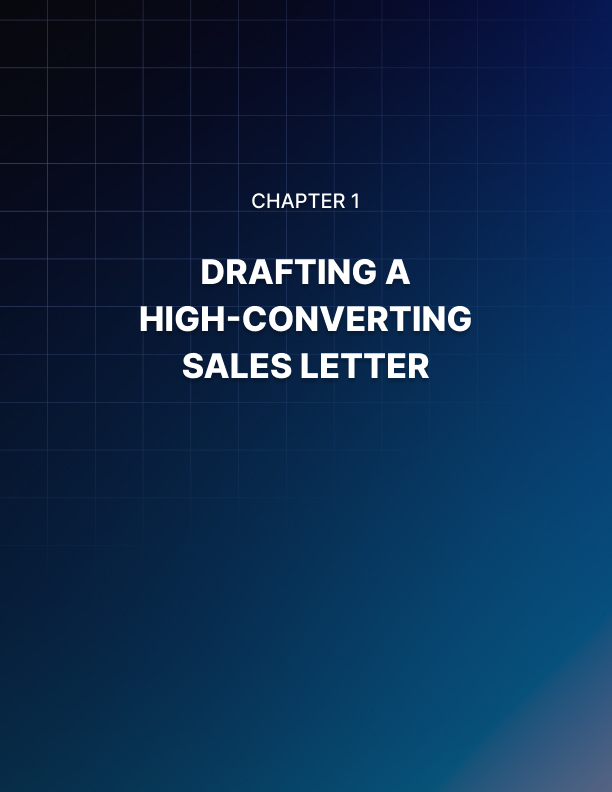 CHAPTER 1
DRAFTING A
HIGH-CONVERTING
SALES LETTER